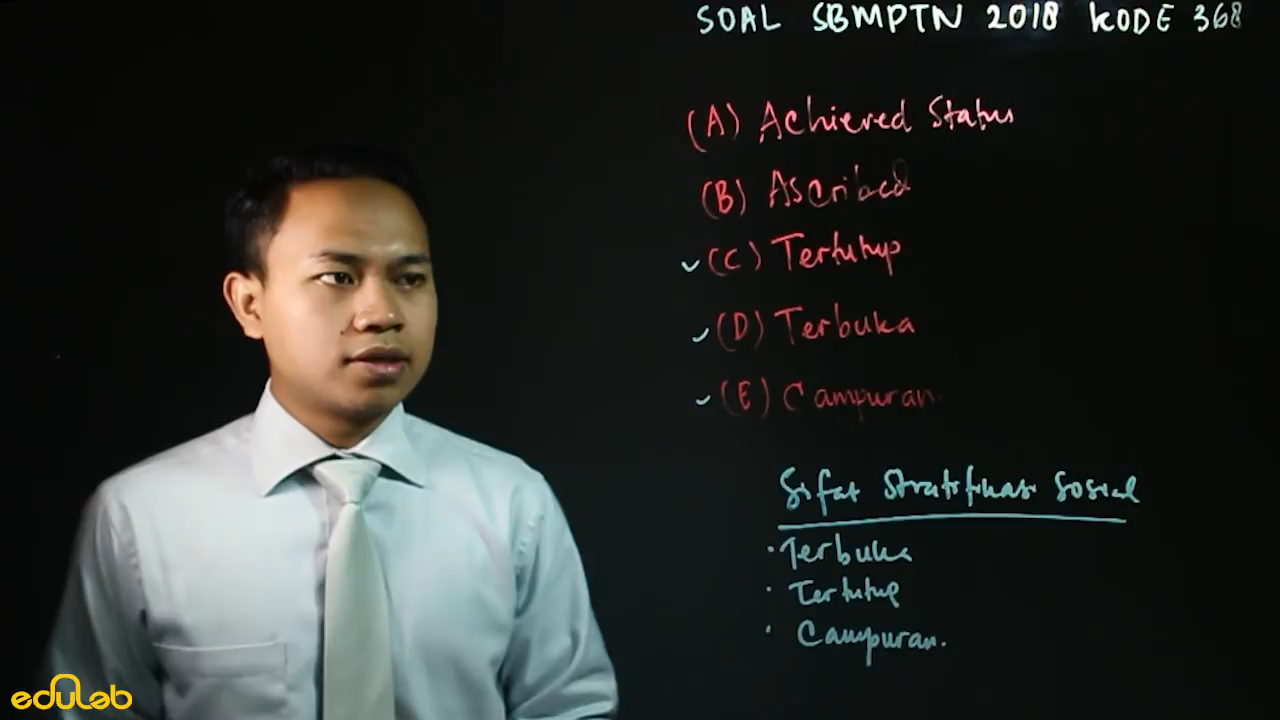 SOAL SBMPTN 2018 KODE 368
(A) Achieved Status
(B) Ascribed
(C) Tertutup
(D) Terbuka
(E) Campuran.
Sifat Stratifikasi Sosial
• Terbuka
• Tertutup
• Campuran.
edulab